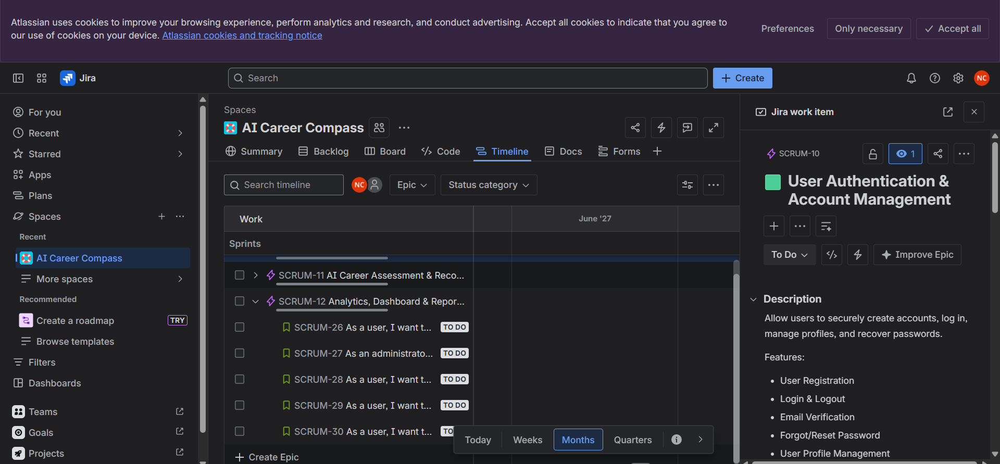 Atlassian uses cookies to improve your browsing experience, perform analytics and research, and conduct advertising. Accept all cookies to indicate that you agree to
our use of cookies on your device. Atlassian cookies and tracking notice
Preferences
Only necessary
Accept all
Jira
Search
Create
NC
For you
Recent
Starred
Apps
Plans
Spaces
Recent
AI Career Compass
More spaces
Recommended
Create a roadmap
TRY
Browse templates
Filters
Dashboards
Teams
Goals
Projects
Spaces
AI Career Compass
Summary
Backlog
Board
Code
Timeline
Docs
Forms
Search timeline
NC
Epic
Status category
Work
June '27
Sprints
SCRUM-11 AI Career Assessment & Reco...
SCRUM-12 Analytics, Dashboard & Repor...
SCRUM-26 As a user, I want t... TO DO
SCRUM-27 As an administrato... TO DO
SCRUM-28 As a user, I want t... TO DO
SCRUM-29 As a user, I want t... TO DO
SCRUM-30 As a user, I want t... TO
Create Epic
Today
Weeks
Months
Quarters
Jira work item
SCRUM-10
1
User Authentication &
Account Management
To Do
Improve Epic
Description
Allow users to securely create accounts, log in,
manage profiles, and recover passwords.
Features:
• User Registration
• Login & Logout
• Email Verification
• Forgot/Reset Password
• User Profile Management